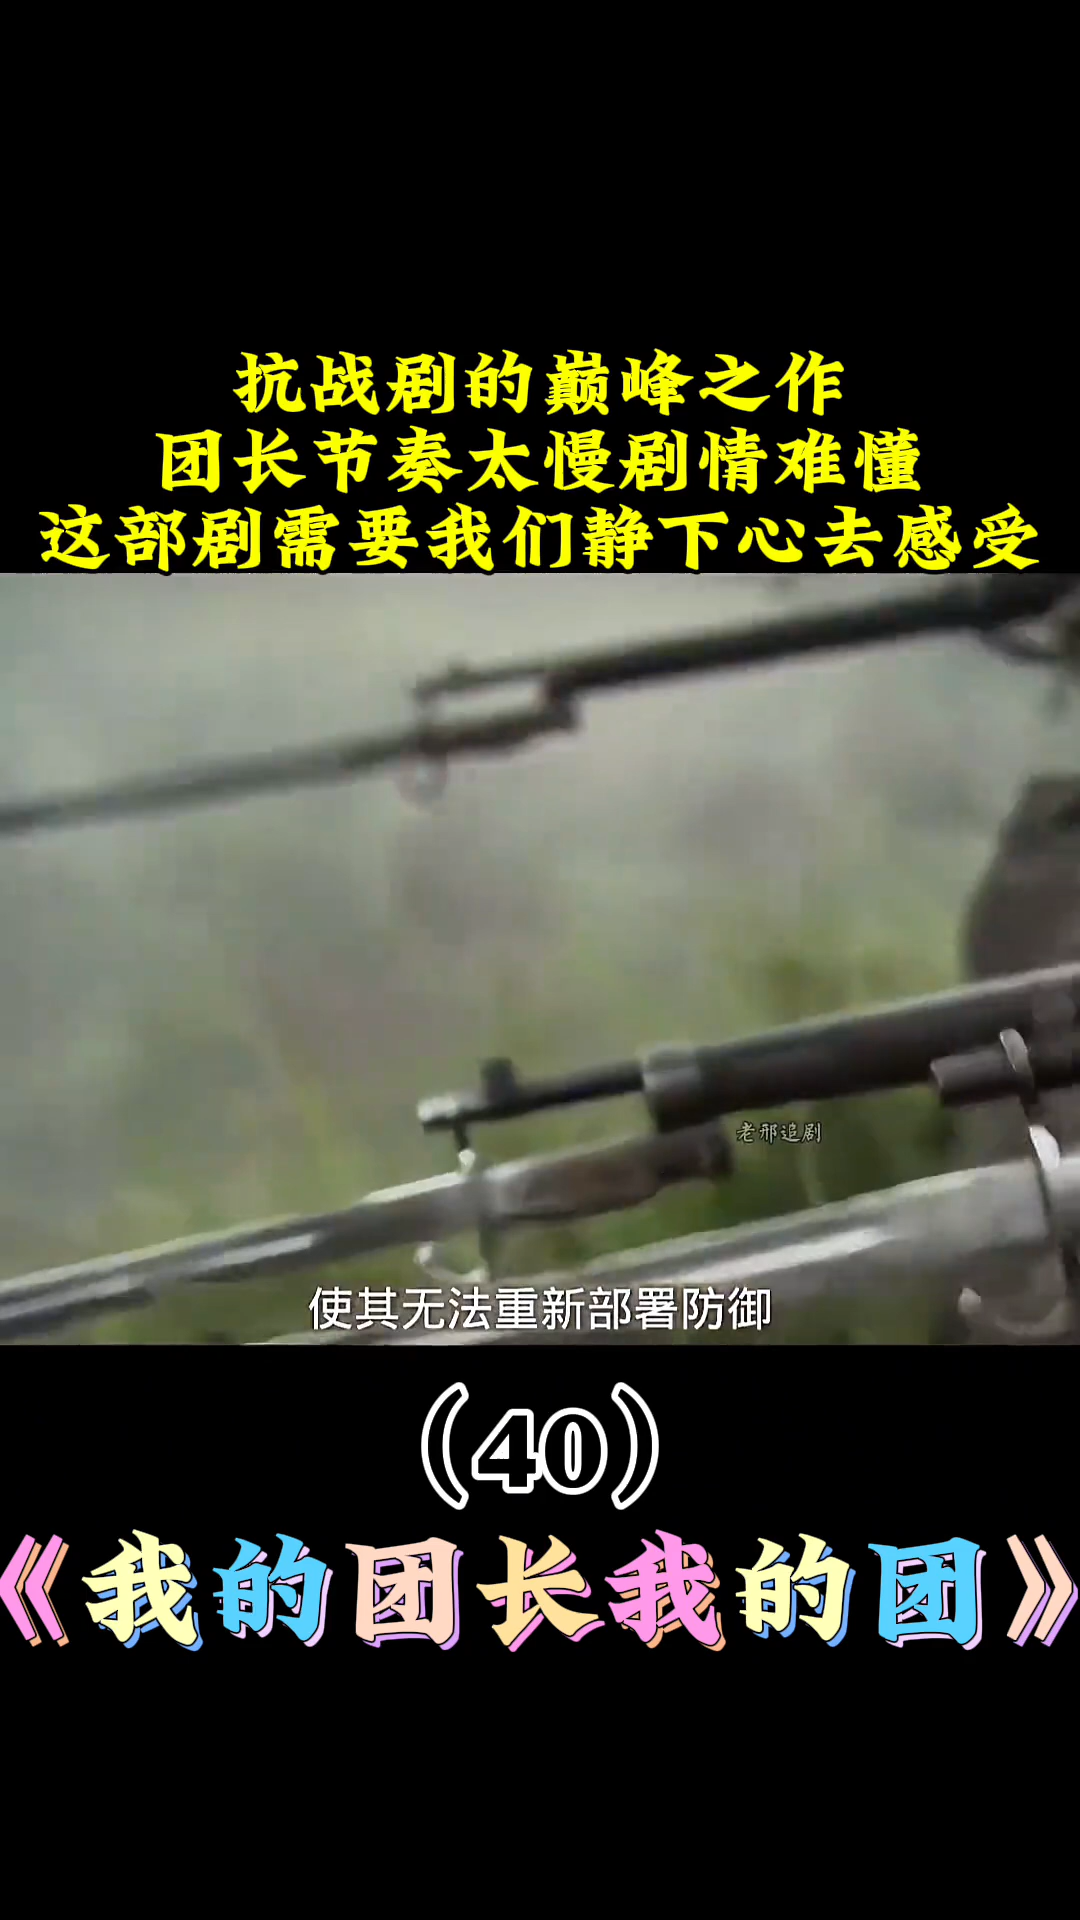 抗战剧的巅峰之作
团长节奏太慢剧情难懂
这部剧需要我们静下心去感受
老邢追剧
使其无法重新部署防御
（40）
《我的团长我的团》